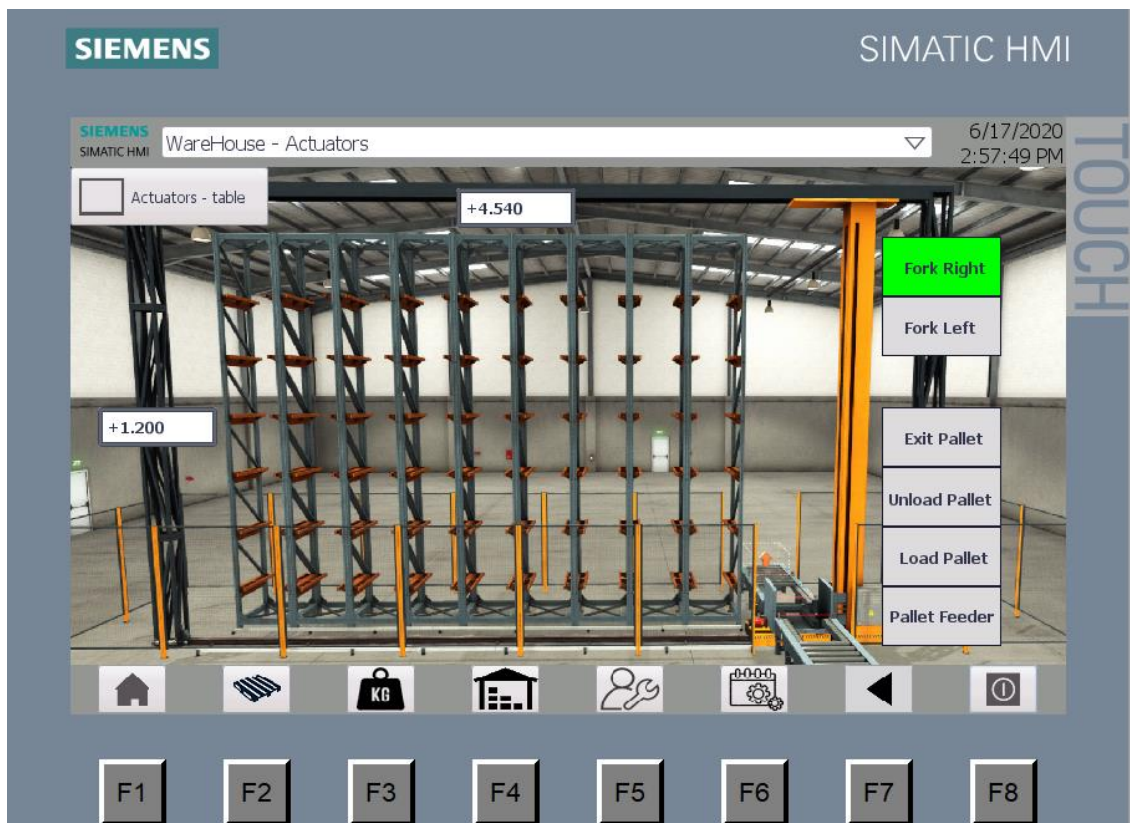 SIEMENS
SIMATIC HMI
TOUCH
SIEMENS
SIMATIC HMI
WareHouse - Actuators
6/17/2020
2:57:49 PM
Actuators - table
+4.540
Fork Right
Fork Left
+1.200
Exit Pallet
Unload Pallet
Load Pallet
Pallet Feeder
KG
F1 F2 F3 F4 F5 F6 F7 F8